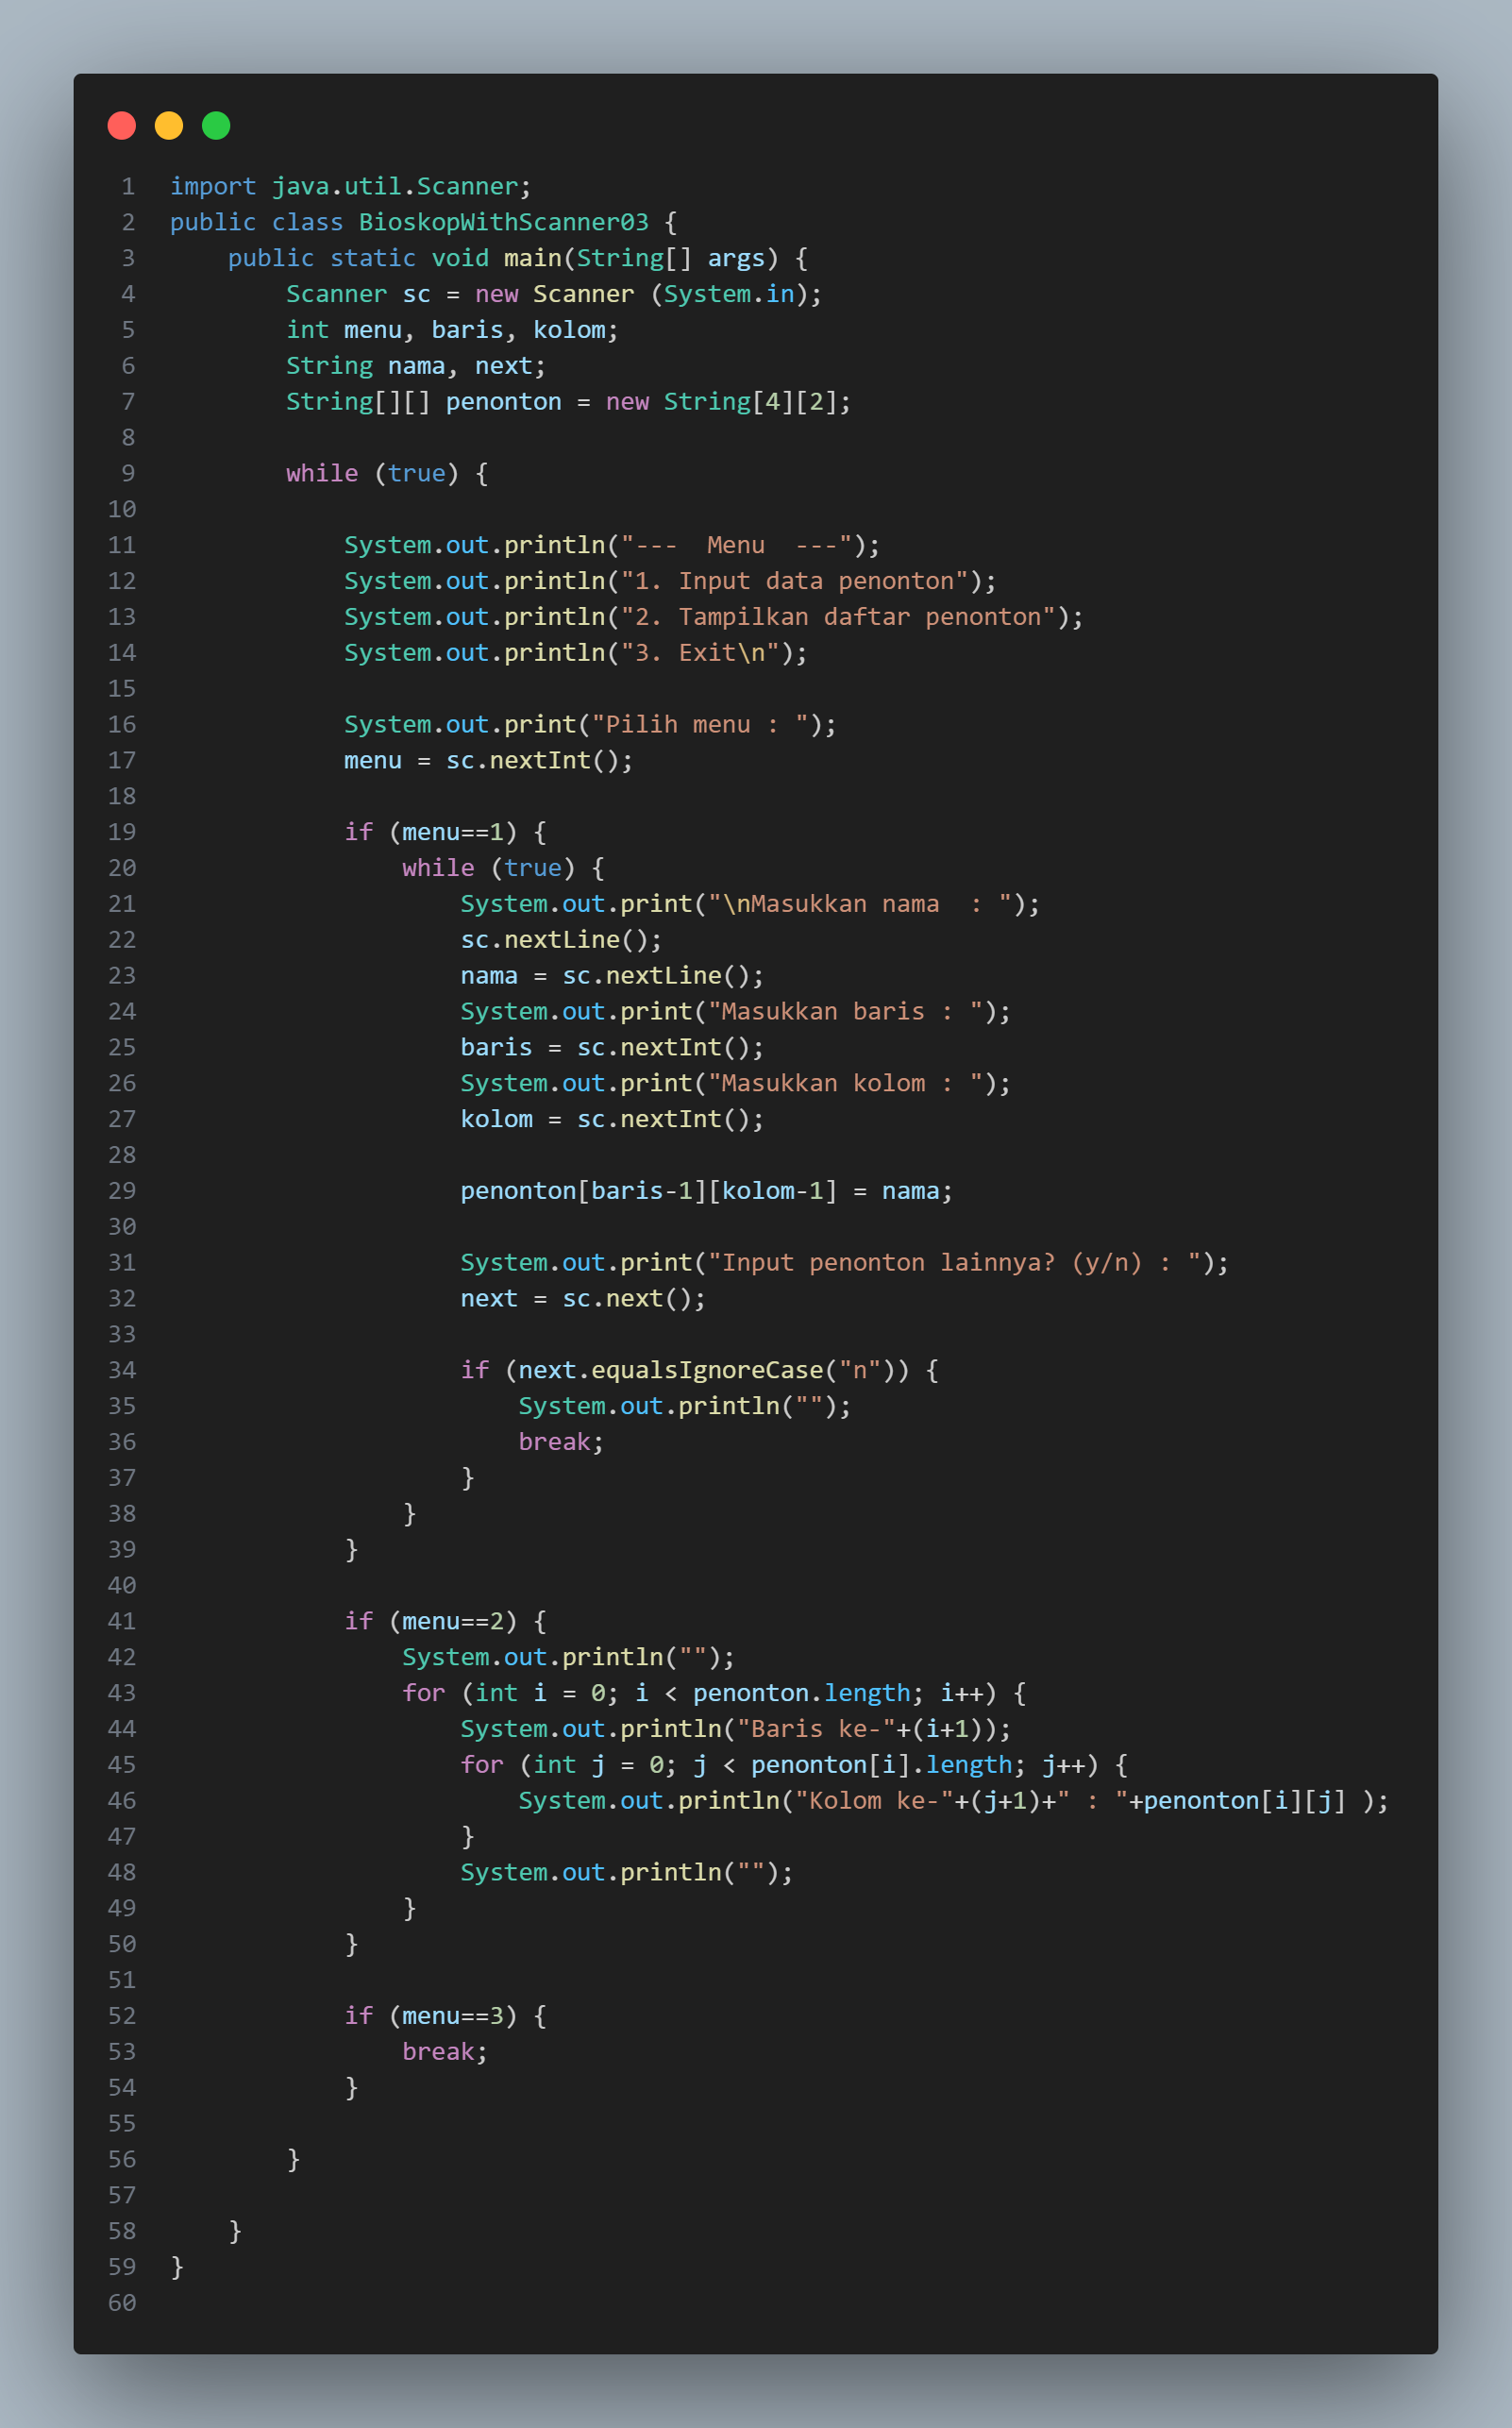 1 import java.util.Scanner;
2 public class BioskopWithScanner03 {
3     public static void main(String[] args) {
4         Scanner sc = new Scanner (System.in);
5         int menu, baris, kolom;
6         String nama, next;
7         String[][] penonton = new String[4][2];
8
9         while (true) {
10
11             System.out.println("---  Menu  ---");
12             System.out.println("1. Input data penonton");
13             System.out.println("2. Tampilkan daftar penonton");
14             System.out.println("3. Exit\n");
15
16             System.out.print("Pilih menu : ");
17             menu = sc.nextInt();
18
19             if (menu==1) {
20                 while (true) {
21                     System.out.print("\nMasukkan nama  : ");
22                     sc.nextLine();
23                     nama = sc.nextLine();
24                     System.out.print("Masukkan baris : ");
25                     baris = sc.nextInt();
26                     System.out.print("Masukkan kolom : ");
27                     kolom = sc.nextInt();
28
29                     penonton[baris-1][kolom-1] = nama;
30
31                     System.out.print("Input penonton lainnya? (y/n) : ");
32                     next = sc.next();
33
34                     if (next.equalsIgnoreCase("n")) {
35                         System.out.println("");
36                         break;
37                     }
38                 }
39             }
40
41             if (menu==2) {
42                 System.out.println("");
43                 for (int i = 0; i < penonton.length; i++) {
44                     System.out.println("Baris ke-"+(i+1));
45                     for (int j = 0; j < penonton[i].length; j++) {
46                         System.out.println("Kolom ke-"+(j+1)+" : "+penonton[i][j] );
47                     }
48                     System.out.println("");
49                 }
50             }
51
52             if (menu==3) {
53                 break;
54             }
55
56         }
57
58     }
59 }
60